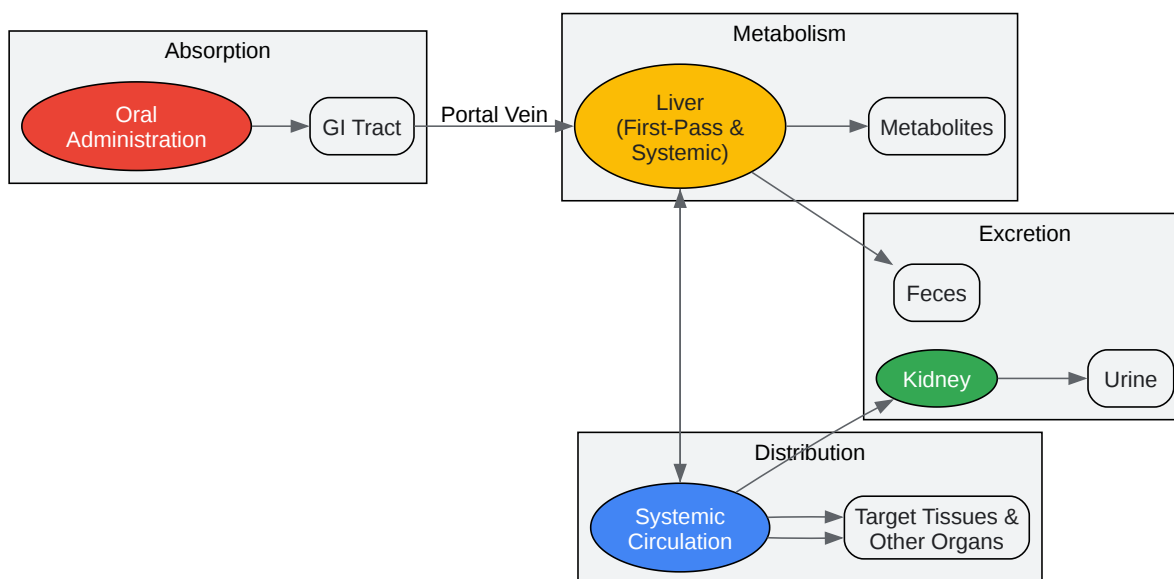 Absorption
Oral
Administration
GI Tract
Portal Vein
Metabolism
Liver
(First-Pass &
Systemic)
Metabolites
Excretion
Feces
Kidney
Urine
Distribution
Systemic
Circulation
Target Tissues &
Other Organs